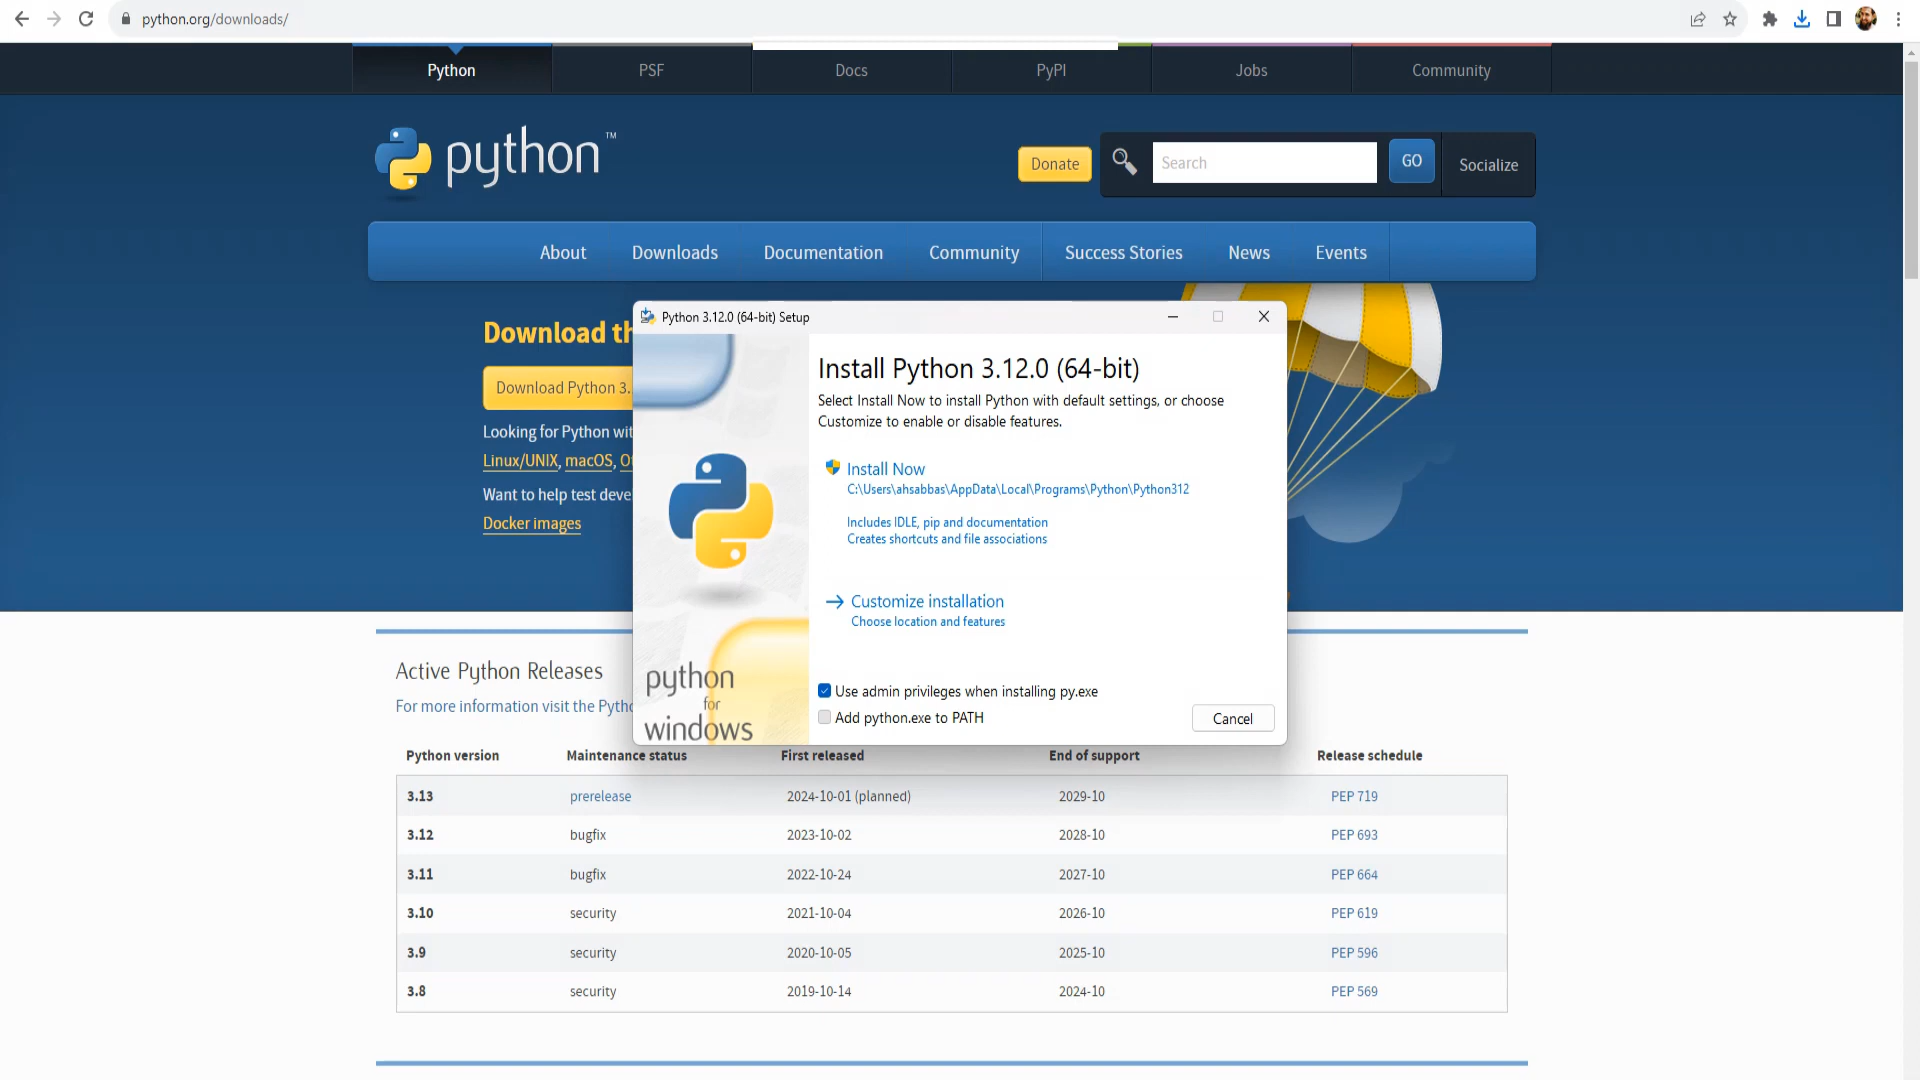 python.org/downloads/
Python
PSF
Docs
PyPI
Jobs
Community
python™
Donate
Search
GO
Socialize
About
Downloads
Documentation
Community
Success Stories
News
Events
Download
Download Python 3.
Looking for Python
Linux/UNIX, macOS,
Want to help test
Docker images
Python 3.12.0 (64-bit) Setup
Install Python 3.12.0 (64-bit)
Select Install Now to install Python with default settings, or choose
Customize to enable or disable features.
Install Now
C:\Users\ahsabbas\AppData\Local\Programs\Python\Python312
Includes IDLE, pip and documentation
Creates shortcuts and file associations
Customize installation
Choose location and features
Use admin privileges when installing py.exe
Add python.exe to PATH
Cancel
python
for
windows
Active Python Releases
For more information visit the
Python version Maintenance status First released End of support Release schedule
3.13 prerelease 2024-10-01 (planned) 2029-10 PEP 719
3.12 bugfix 2023-10-02 2028-10 PEP 693
3.11 bugfix 2022-10-24 2027-10 PEP 664
3.10 security 2021-10-04 2026-10 PEP 619
3.9 security 2020-10-05 2025-10 PEP 596
3.8 security 2019-10-14 2024-10 PEP 569